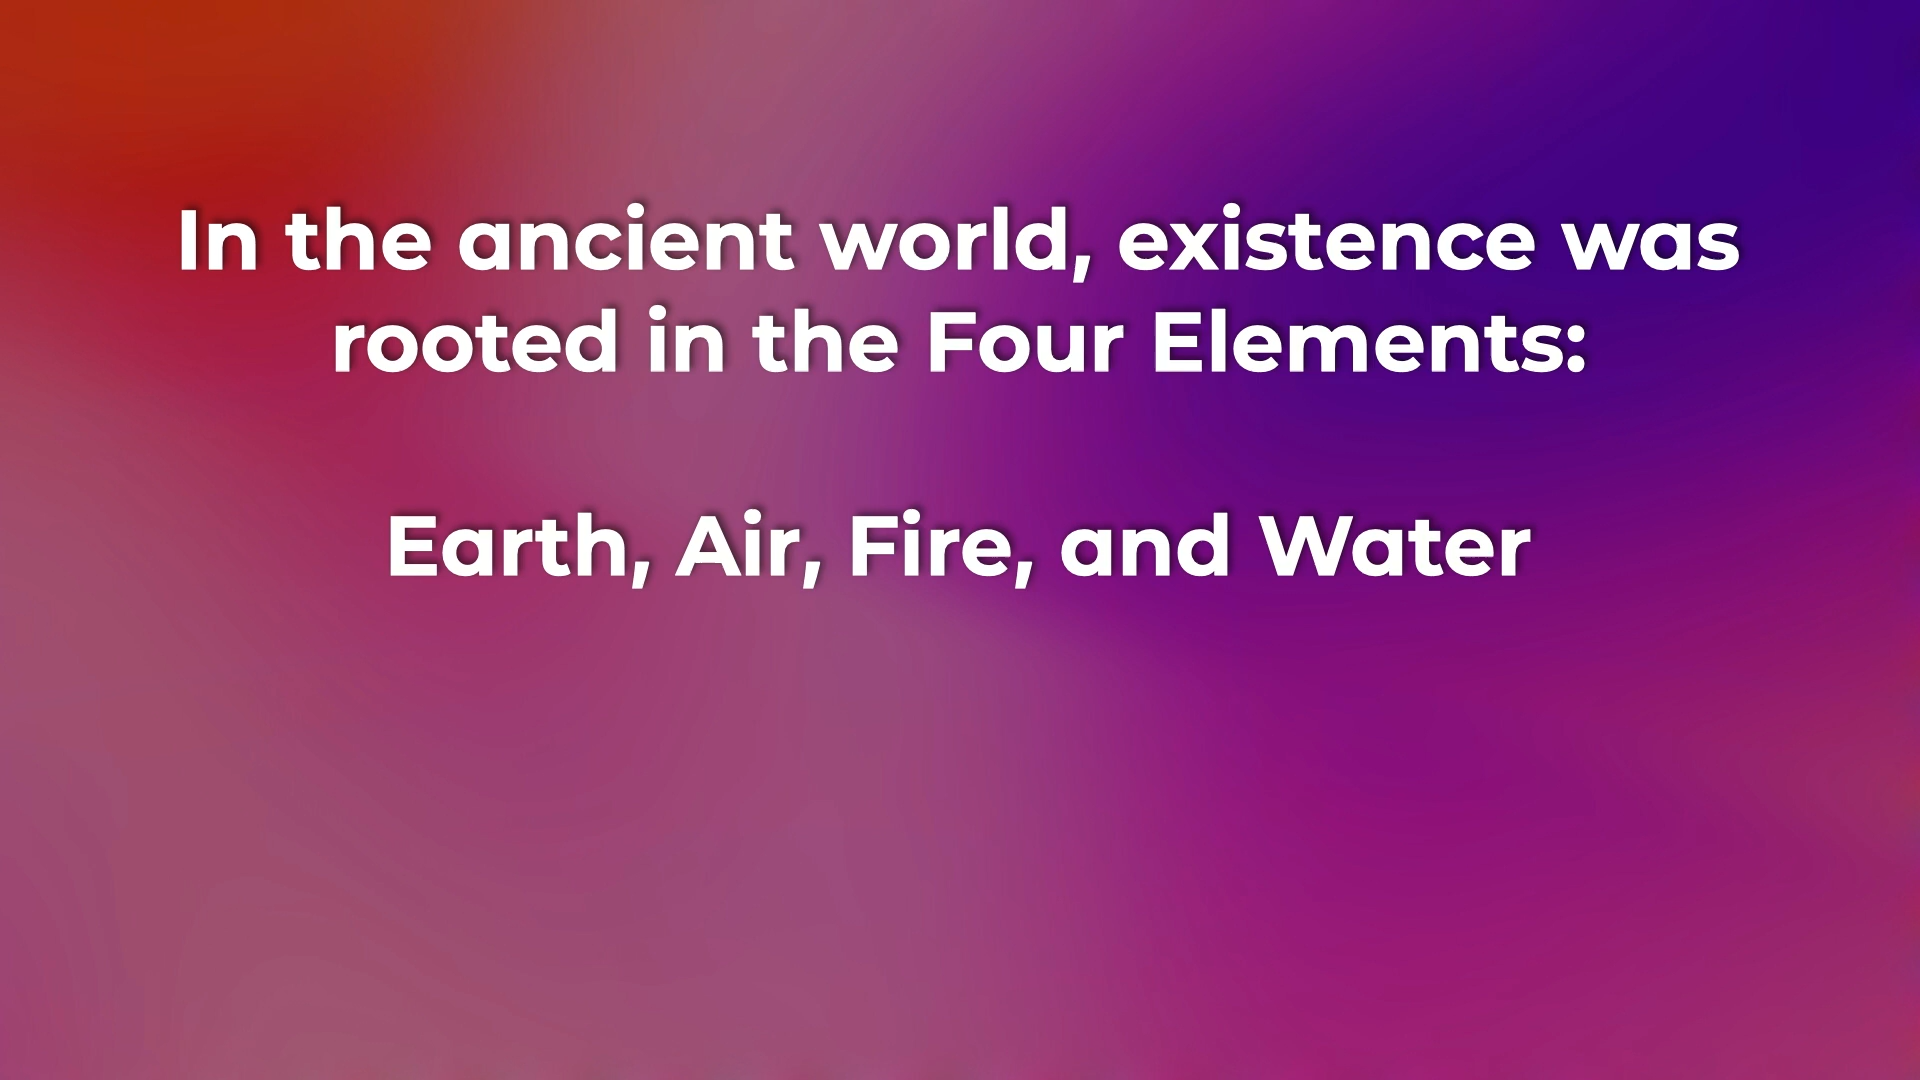 In the ancient world, existence was
rooted in the Four Elements:
Earth, Air, Fire, and Water